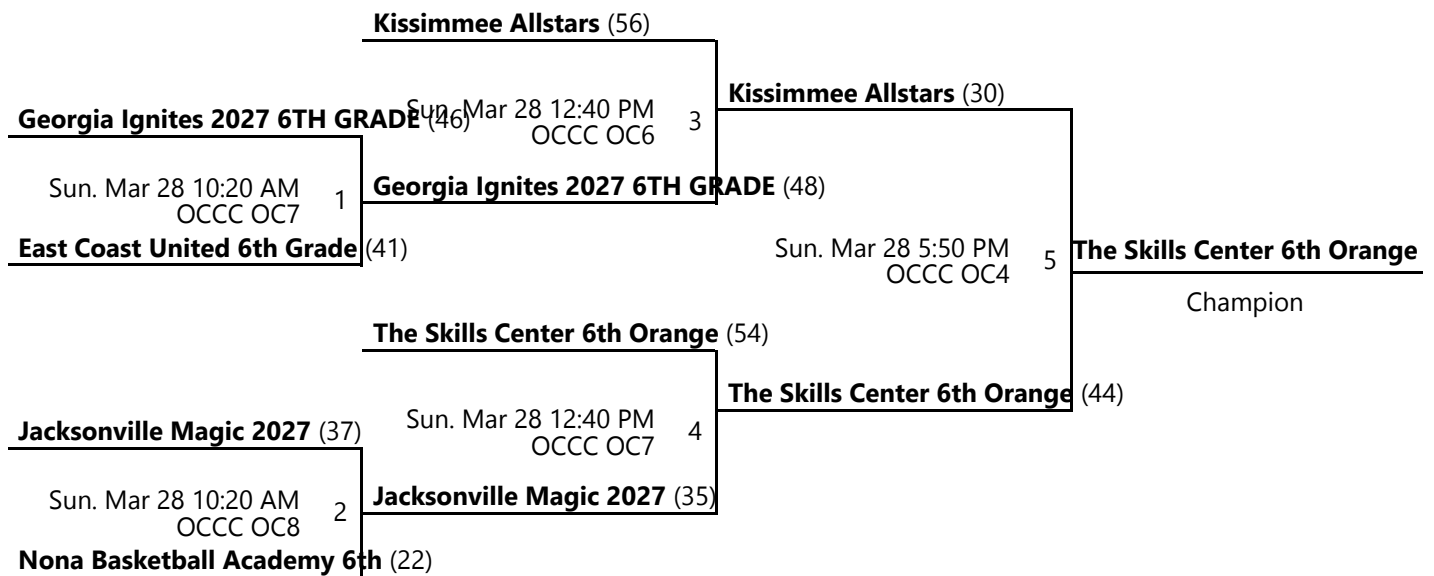 Kissimmee Allstars (56)
Kissimmee Allstars (30)
Georgia Ignites 2027 6TH GRADE (46)
Sun. Mar 28 12:40 PM
OCCC OC6
3
Sun. Mar 28 10:20 AM
OCCC OC7
1
Georgia Ignites 2027 6TH GRADE (48)
East Coast United 6th Grade (41)
Sun. Mar 28 5:50 PM
OCCC OC4
5
The Skills Center 6th Orange
Champion
The Skills Center 6th Orange (54)
The Skills Center 6th Orange (44)
Jacksonville Magic 2027 (37)
Sun. Mar 28 12:40 PM
OCCC OC7
4
Sun. Mar 28 10:20 AM
OCCC OC8
2
Jacksonville Magic 2027 (35)
Nona Basketball Academy 6th (22)